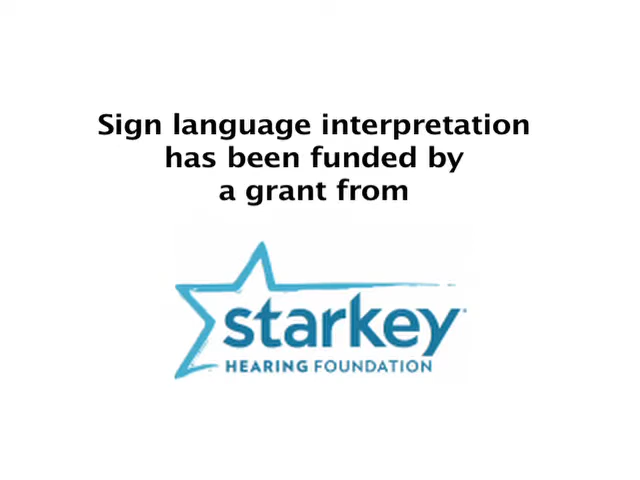 Sign language interpretation
has been funded by
a grant from
starkey
HEARING FOUNDATION